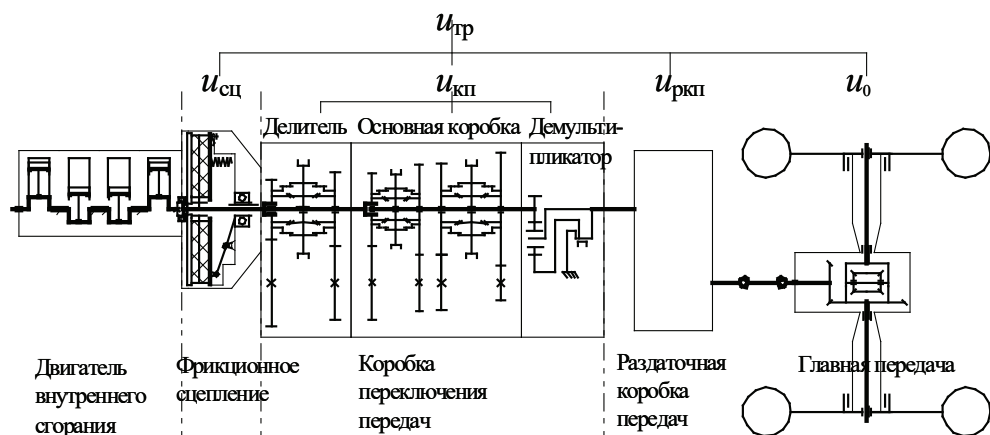 uтр
uсц uкп uркп u0
Делитель Основная коробка Демульти-
пликатор
Двигатель
внутреннего
сгорания
Фрикционное
сцепление
Коробка
переключения
передач
Раздаточная
коробка
передач
Главная передача